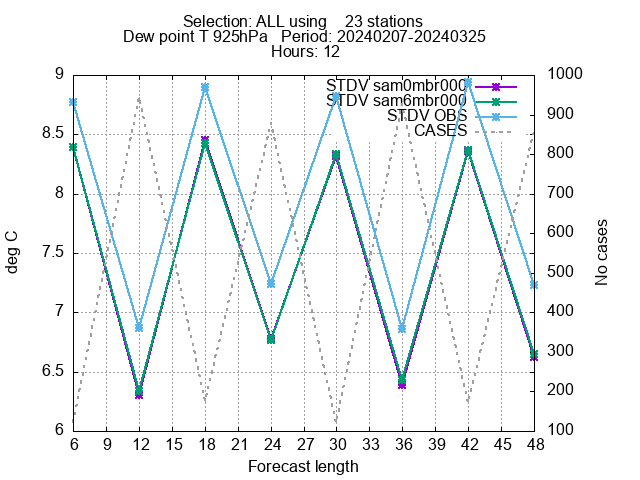 Selection: ALL using    23 stations
Dew point T 925hPa   Period: 20240207-20240325
Hours: 12
STDV sam0mbr000
STDV sam6mbr000
STDV OBS
CASES
9
8.5
8
7.5
7
6.5
6
deg C
1000
900
800
700
600
500
400
300
200
100
No cases
6 9 12 15 18 21 24 27 30 33 36 39 42 45 48
Forecast length